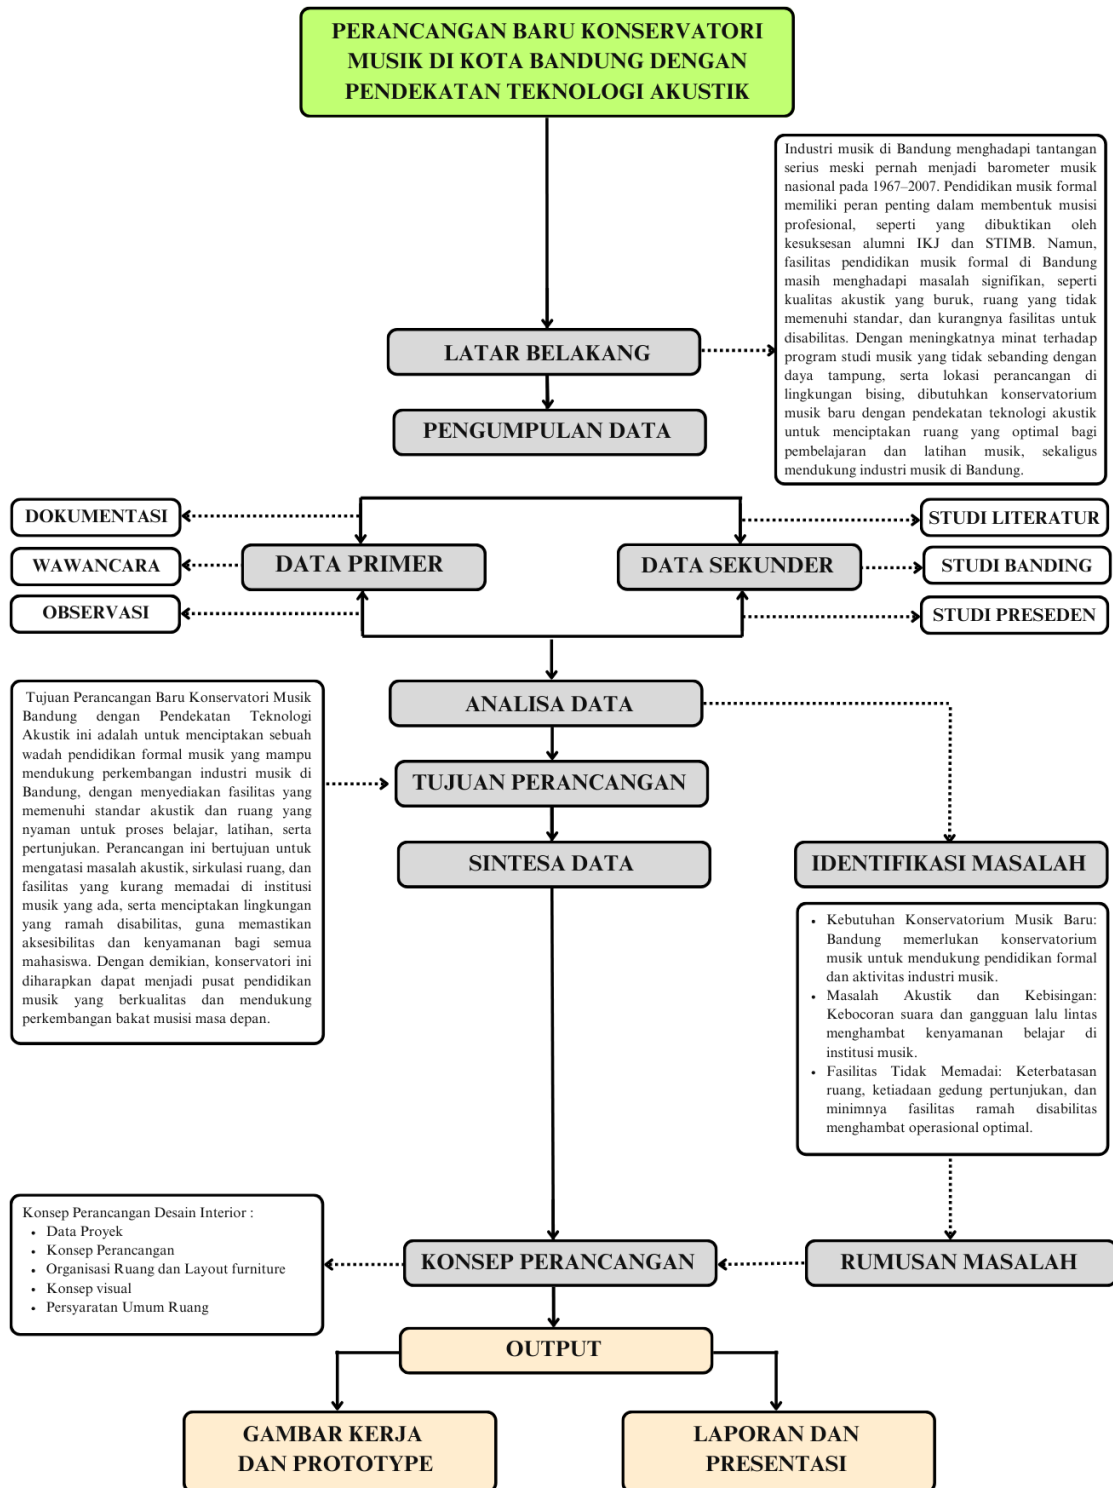 PERANCANGAN BARU KONSERVATORI
MUSIK DI KOTA BANDUNG DENGAN
PENDEKATAN TEKNOLOGI AKUSTIK
Industri musik di Bandung menghadapi tantangan
serius meski pernah menjadi barometer musik
nasional pada 1967–2007. Pendidikan musik formal
memiliki peran penting dalam membentuk musisi
profesional, seperti yang dibuktikan oleh
kesuksesan alumni IKJ dan STIMB. Namun,
fasilitas pendidikan musik formal di Bandung
masih menghadapi masalah signifikan, seperti
kualitas akustik yang buruk, ruang yang tidak
memenuhi standar, dan kurangnya fasilitas untuk
disabilitas. Dengan meningkatnya minat terhadap
program studi musik yang tidak sebanding dengan
daya tampung, serta lokasi perancangan di
lingkungan bising, dibutuhkan konservatorium
musik baru dengan pendekatan teknologi akustik
untuk menciptakan ruang yang optimal bagi
pembelajaran dan latihan musik, sekaligus
mendukung industri musik di Bandung.
LATAR BELAKANG
PENGUMPULAN DATA
DOKUMENTASI
WAWANCARA
OBSERVASI
DATA PRIMER
DATA SEKUNDER
STUDI LITERATUR
STUDI BANDING
STUDI PRESEDEN
ANALISA DATA
Tujuan Perancangan Baru Konservatori Musik
Bandung dengan Pendekatan Teknologi
Akustik ini adalah untuk menciptakan sebuah
wadah pendidikan formal musik yang mampu
mendukung perkembangan industri musik di
Bandung, dengan menyediakan fasilitas yang
memenuhi standar akustik dan ruang yang
nyaman untuk proses belajar, latihan, serta
pertunjukan. Perancangan ini bertujuan untuk
mengatasi masalah akustik, sirkulasi ruang, dan
fasilitas yang kurang memadai di institusi
musik yang ada, serta menciptakan lingkungan
yang ramah disabilitas, guna memastikan
aksesibilitas dan kenyamanan bagi semua
mahasiswa. Dengan demikian, konservatori ini
diharapkan dapat menjadi pusat pendidikan
musik yang berkualitas dan mendukung
perkembangan bakat musisi masa depan.
TUJUAN PERANCANGAN
SINTESA DATA
IDENTIFIKASI MASALAH
• Kebutuhan Konservatorium Musik Baru:
Bandung memerlukan konservatorium
musik untuk mendukung pendidikan formal
dan aktivitas industri musik.
• Masalah Akustik dan Kebisingan:
Kebocoran suara dan gangguan lalu lintas
menghambat kenyamanan belajar di
institusi musik.
• Fasilitas Tidak Memadai: Keterbatasan
ruang, ketiadaan gedung pertunjukan, dan
minimnya fasilitas ramah disabilitas
menghambat operasional optimal.
Konsep Perancangan Desain Interior :
• Data Proyek
• Konsep Perancangan
• Organisasi Ruang dan Layout furniture
• Konsep visual
• Persyaratan Umum Ruang
KONSEP PERANCANGAN
RUMUSAN MASALAH
OUTPUT
GAMBAR KERJA
DAN PROTOTYPE
LAPORAN DAN
PRESENTASI